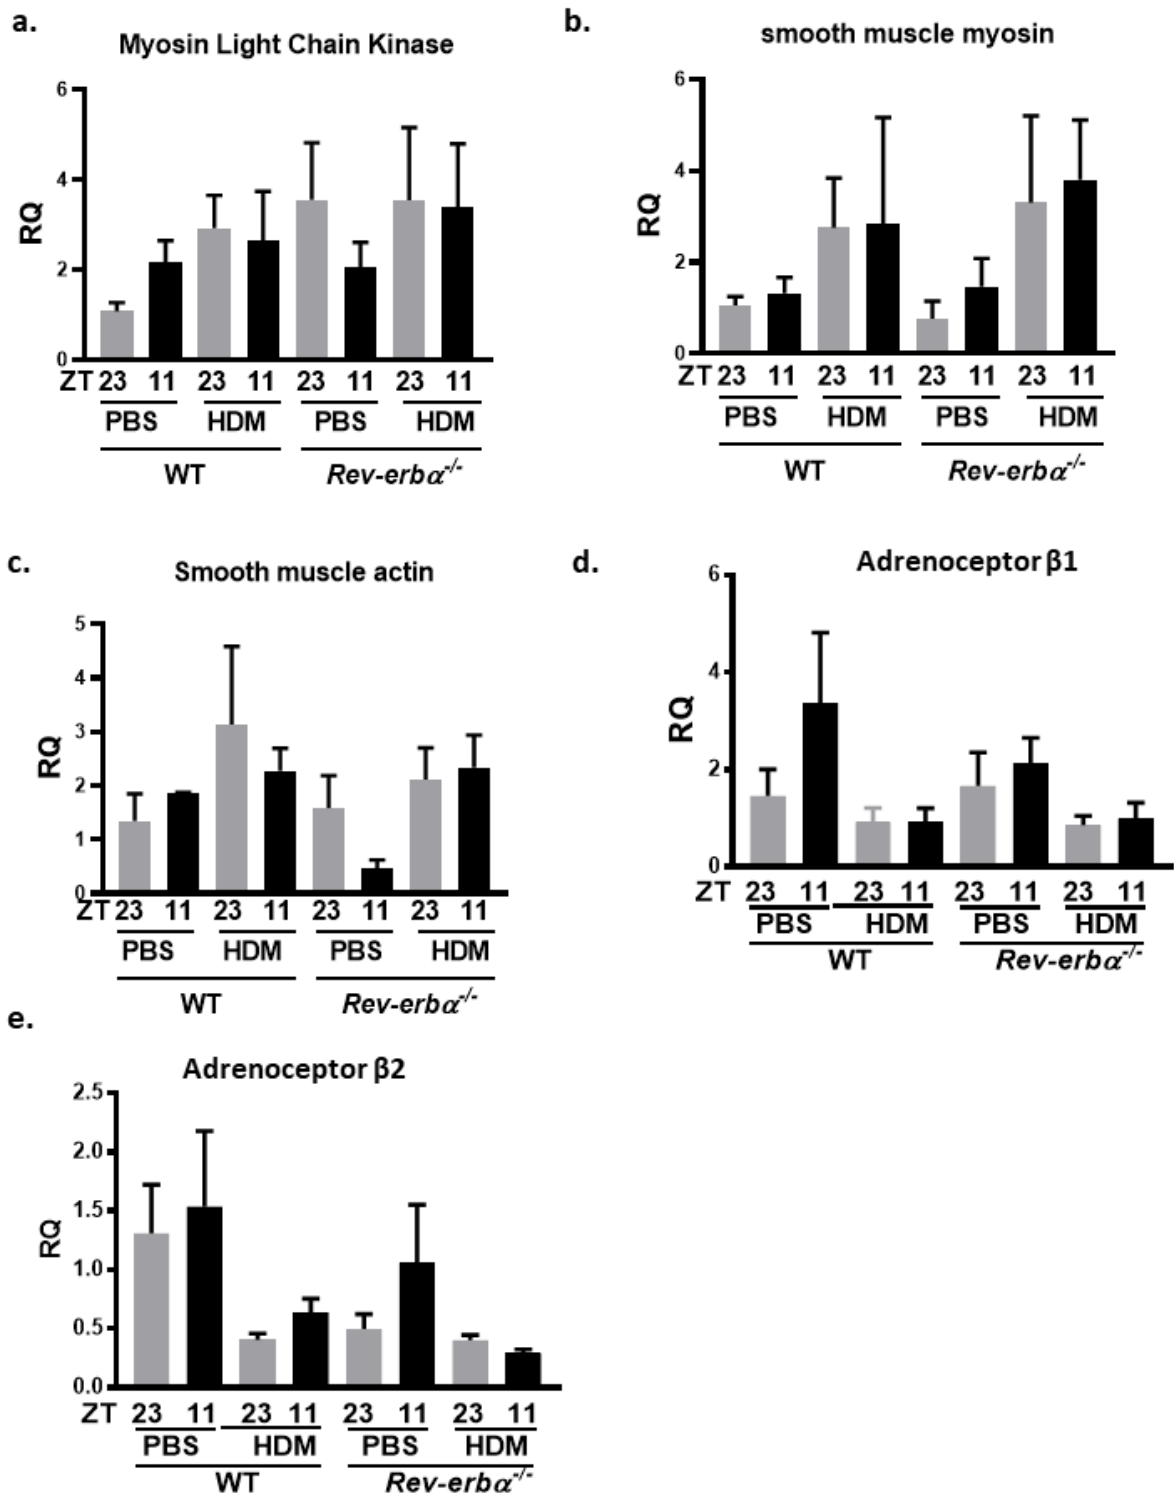 a.
Myosin Light Chain Kinase
6
4
2
0
RQ
ZT 23 11 23 11 23 11 23 11
PBS HDM PBS HDM
WT Rev-erbα-/-
b.
smooth muscle myosin
6
4
2
0
RQ
ZT 23 11 23 11 23 11 23 11
PBS HDM PBS HDM
WT Rev-erbα-/-
c.
Smooth muscle actin
5
4
3
2
1
0
RQ
ZT 23 11 23 11 23 11 23 11
PBS HDM PBS HDM
WT Rev-erbα-/-
d.
Adrenoceptor β1
6
4
2
0
RQ
ZT 23 11 23 11 23 11 23 11
PBS HDM PBS HDM
WT Rev-erbα-/-
e.
Adrenoceptor β2
2.5
2.0
1.5
1.0
0.5
0.0
RQ
ZT 23 11 23 11 23 11 23 11
PBS HDM PBS HDM
WT Rev-erbα-/-